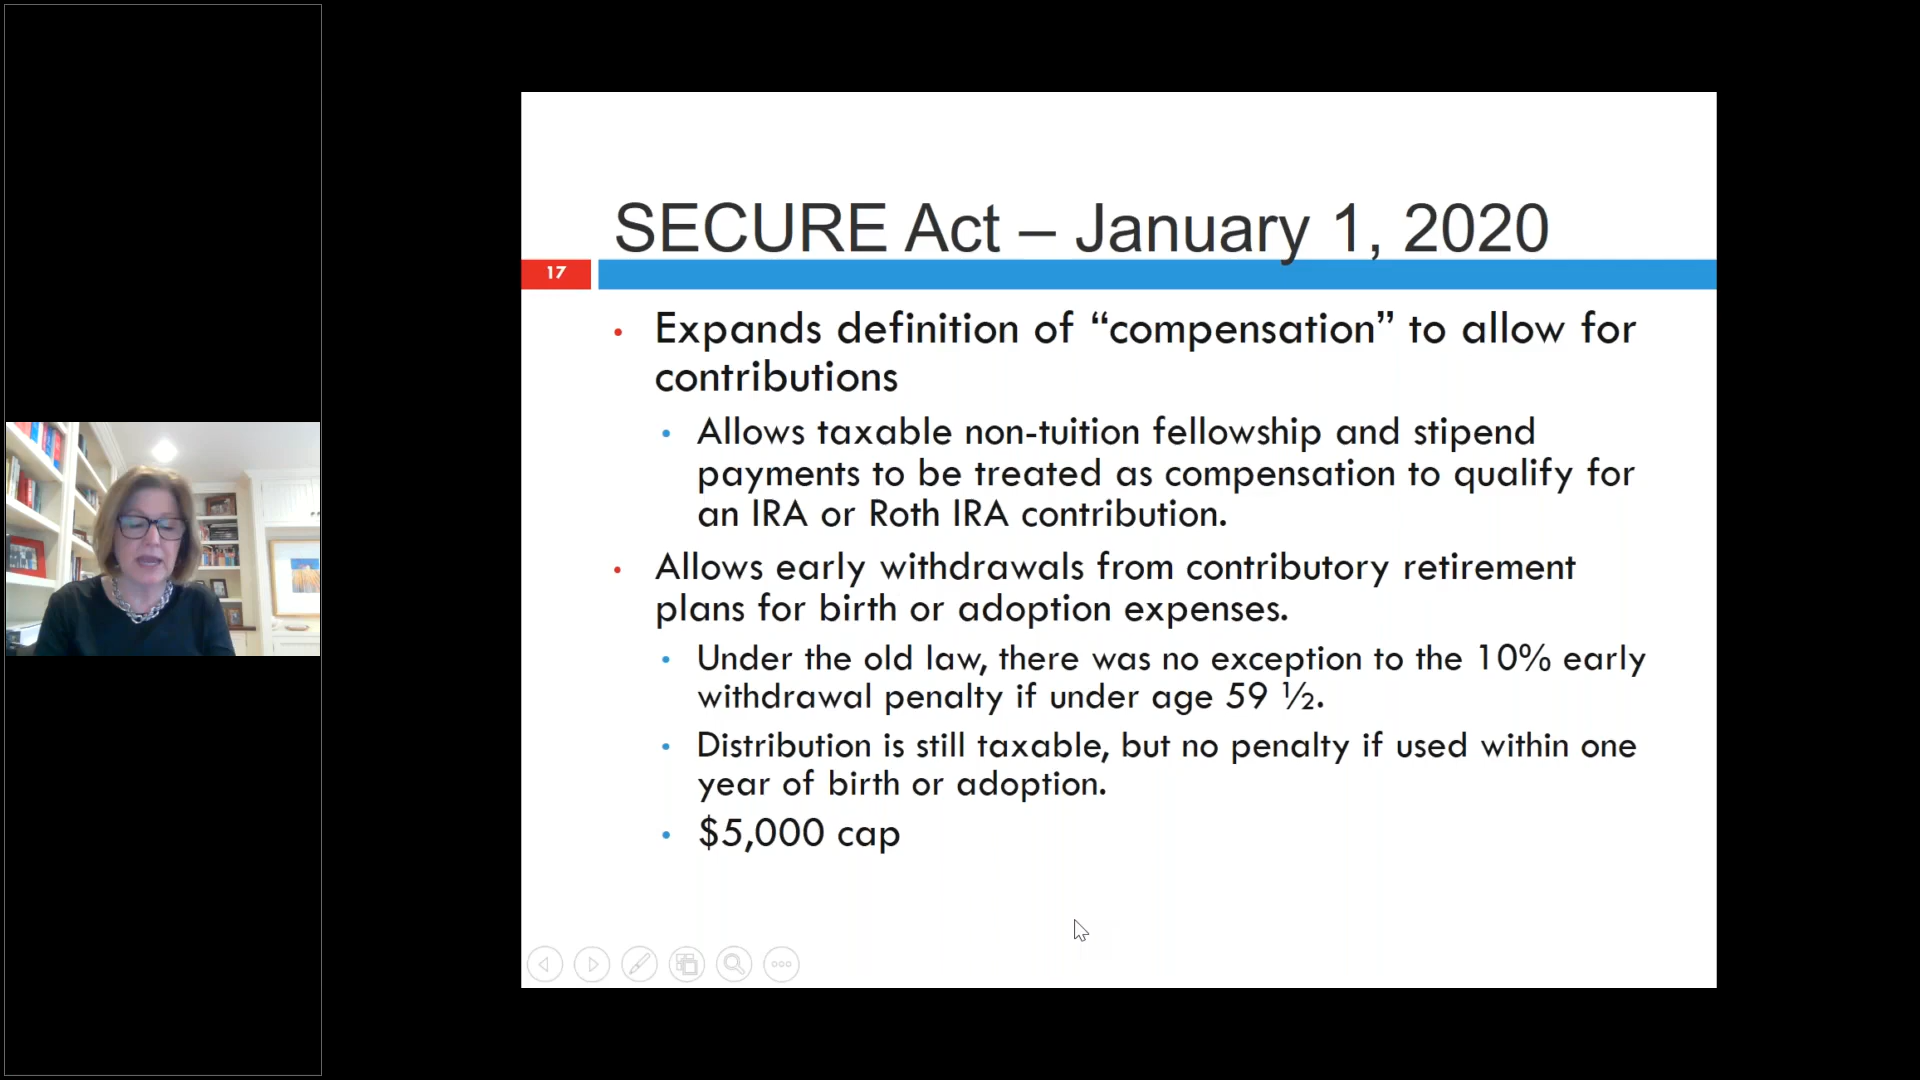 SECURE Act – January 1, 2020
17
• Expands definition of “compensation” to allow for
contributions
• Allows taxable non-tuition fellowship and stipend
payments to be treated as compensation to qualify for
an IRA or Roth IRA contribution.
• Allows early withdrawals from contributory retirement
plans for birth or adoption expenses.
• Under the old law, there was no exception to the 10% early
withdrawal penalty if under age 59 ½.
• Distribution is still taxable, but no penalty if used within one
year of birth or adoption.
• $5,000 cap